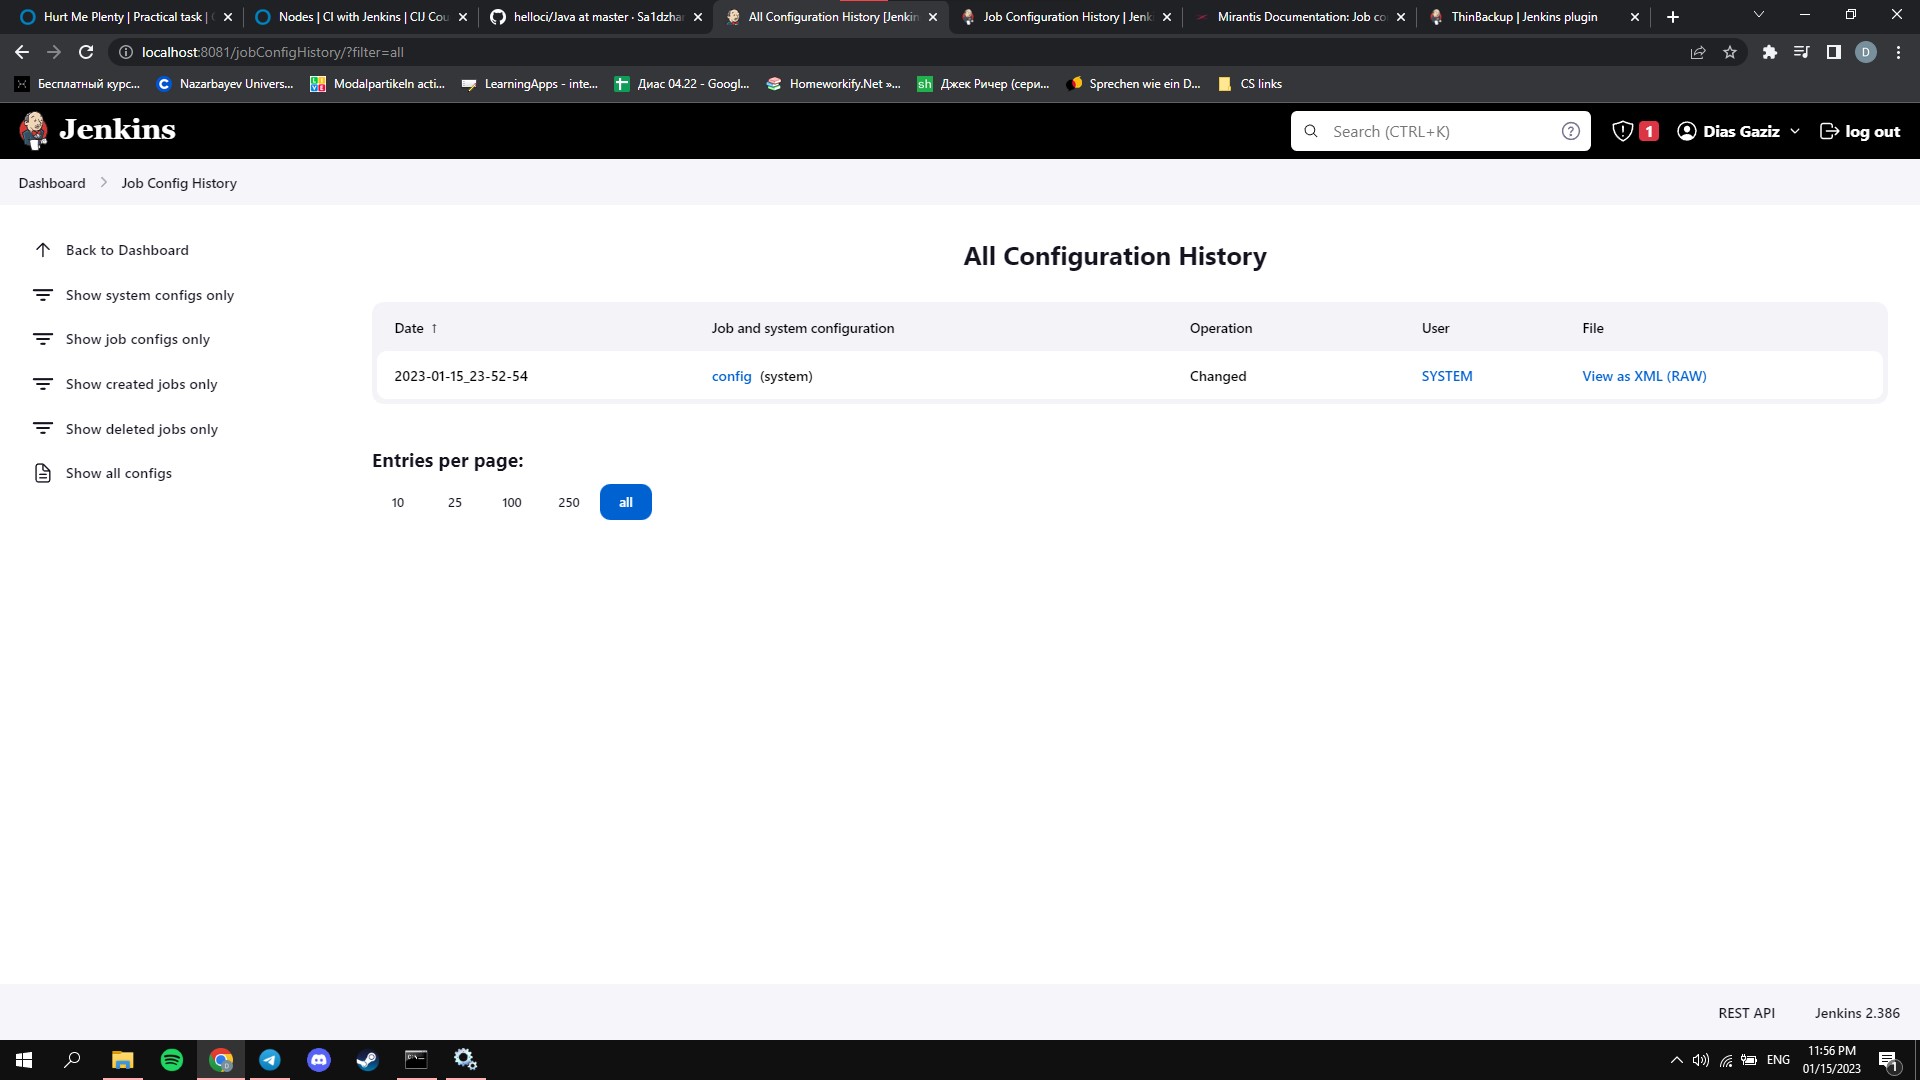 Hurt Me Plenty | Practical task |
Nodes | CI with Jenkins | CIJ Cou
helloci/Java at master · Sa1dzhan
All Configuration History [Jenkin
Job Configuration History | Jenk
Mirantis Documentation: Job co
ThinBackup | Jenkins plugin
localhost:8081/jobConfigHistory/?filter=all
D
Бесплатный курс...
Nazarbayev Univers...
Modalpartikeln acti...
LearningApps - inte...
Диас 04.22 - Googl...
Homeworkify.Net »...
sh
Джек Ричер (сери...
Sprechen wie ein D...
CS links
Jenkins
Search (CTRL+K)
?
1
Dias Gaziz
log out
Dashboard
Job Config History
Back to Dashboard
Show system configs only
Show job configs only
Show created jobs only
Show deleted jobs only
Show all configs
All Configuration History
Date ↑
Job and system configuration
Operation
User
File
2023-01-15_23-52-54
config (system)
Changed
SYSTEM
View as XML (RAW)
Entries per page:
10
25
100
250
all
REST API
Jenkins 2.386
ENG
11:56 PM
01/15/2023
1